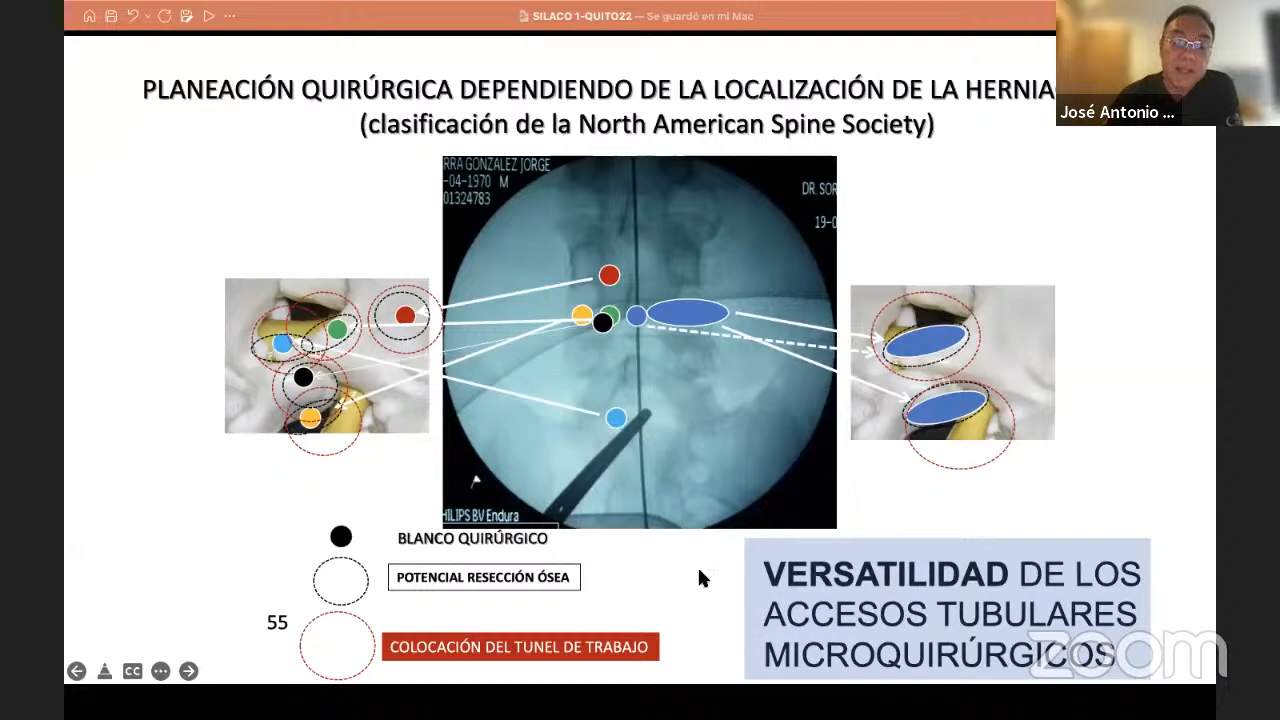 SILACO 1-QUITO22 — Se guardó en mi Mac
PLANEACIÓN QUIRÚRGICA DEPENDIENDO DE LA LOCALIZACIÓN DE LA HERNIA
(clasificación de la North American Spine Society)
José Antonio ...
RRA GONZALEZ JORGE
-04-1970 M
01324783
DR. SOR
19-0
HILIPS BV Endura
BLANCO QUIRÚRGICO
POTENCIAL RESECCIÓN ÓSEA
55
COLOCACIÓN DEL TUNEL DE TRABAJO
VERSATILIDAD DE LOS
ACCESOS TUBULARES
MICROQUIRÚRGICOS
zoom
CC